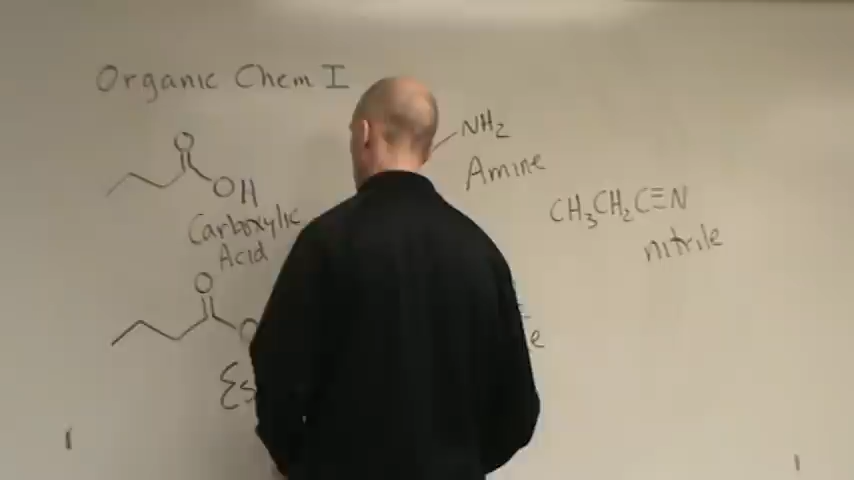 Organic Chem I
O
OH
Carboxylic
Acid
NH2
Amine
CH3CH2C≡N
nitrile
O
Es
e